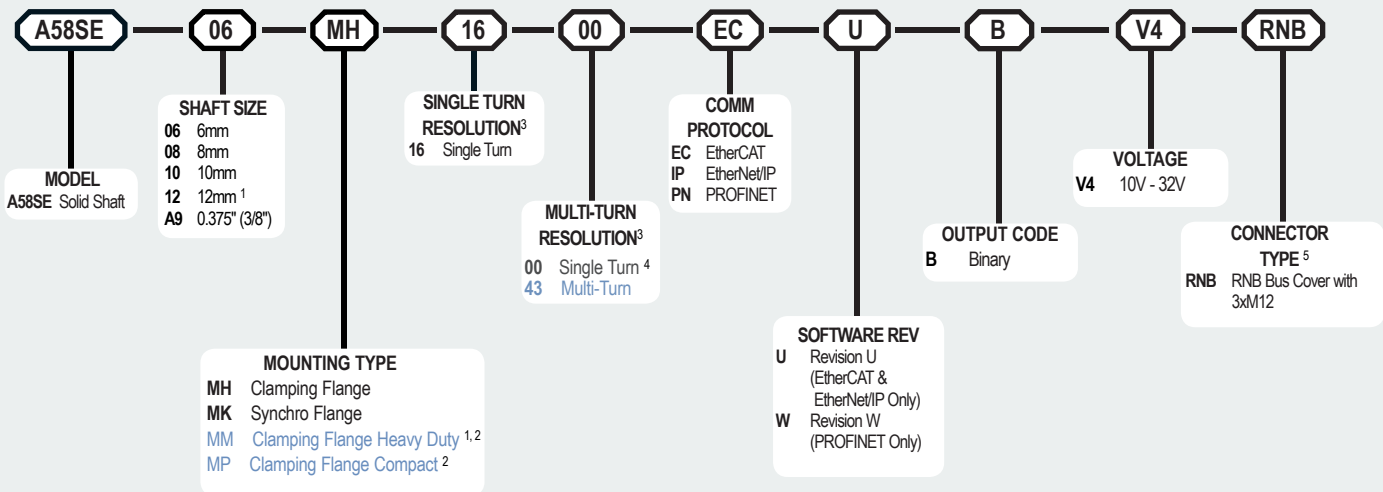 A58SE 06 MH 16 00 EC U B V4 RNB
MODEL
A58SE Solid Shaft
SHAFT SIZE
06 6mm
08 8mm
10 10mm
12 12mm 1
A9 0.375" (3/8")
MOUNTING TYPE
MH Clamping Flange
MK Synchro Flange
MM Clamping Flange Heavy Duty 1, 2
MP Clamping Flange Compact 2
SINGLE TURN
RESOLUTION3
16 Single Turn
MULTI-TURN
RESOLUTION3
00 Single Turn 4
43 Multi-Turn
COMM
PROTOCOL
EC EtherCAT
IP EtherNet/IP
PN PROFINET
SOFTWARE REV
U Revision U
(EtherCAT &
EtherNet/IP Only)
W Revision W
(PROFINET Only)
OUTPUT CODE
B Binary
VOLTAGE
V4 10V - 32V
CONNECTOR
TYPE 5
RNB RNB Bus Cover with
3xM12